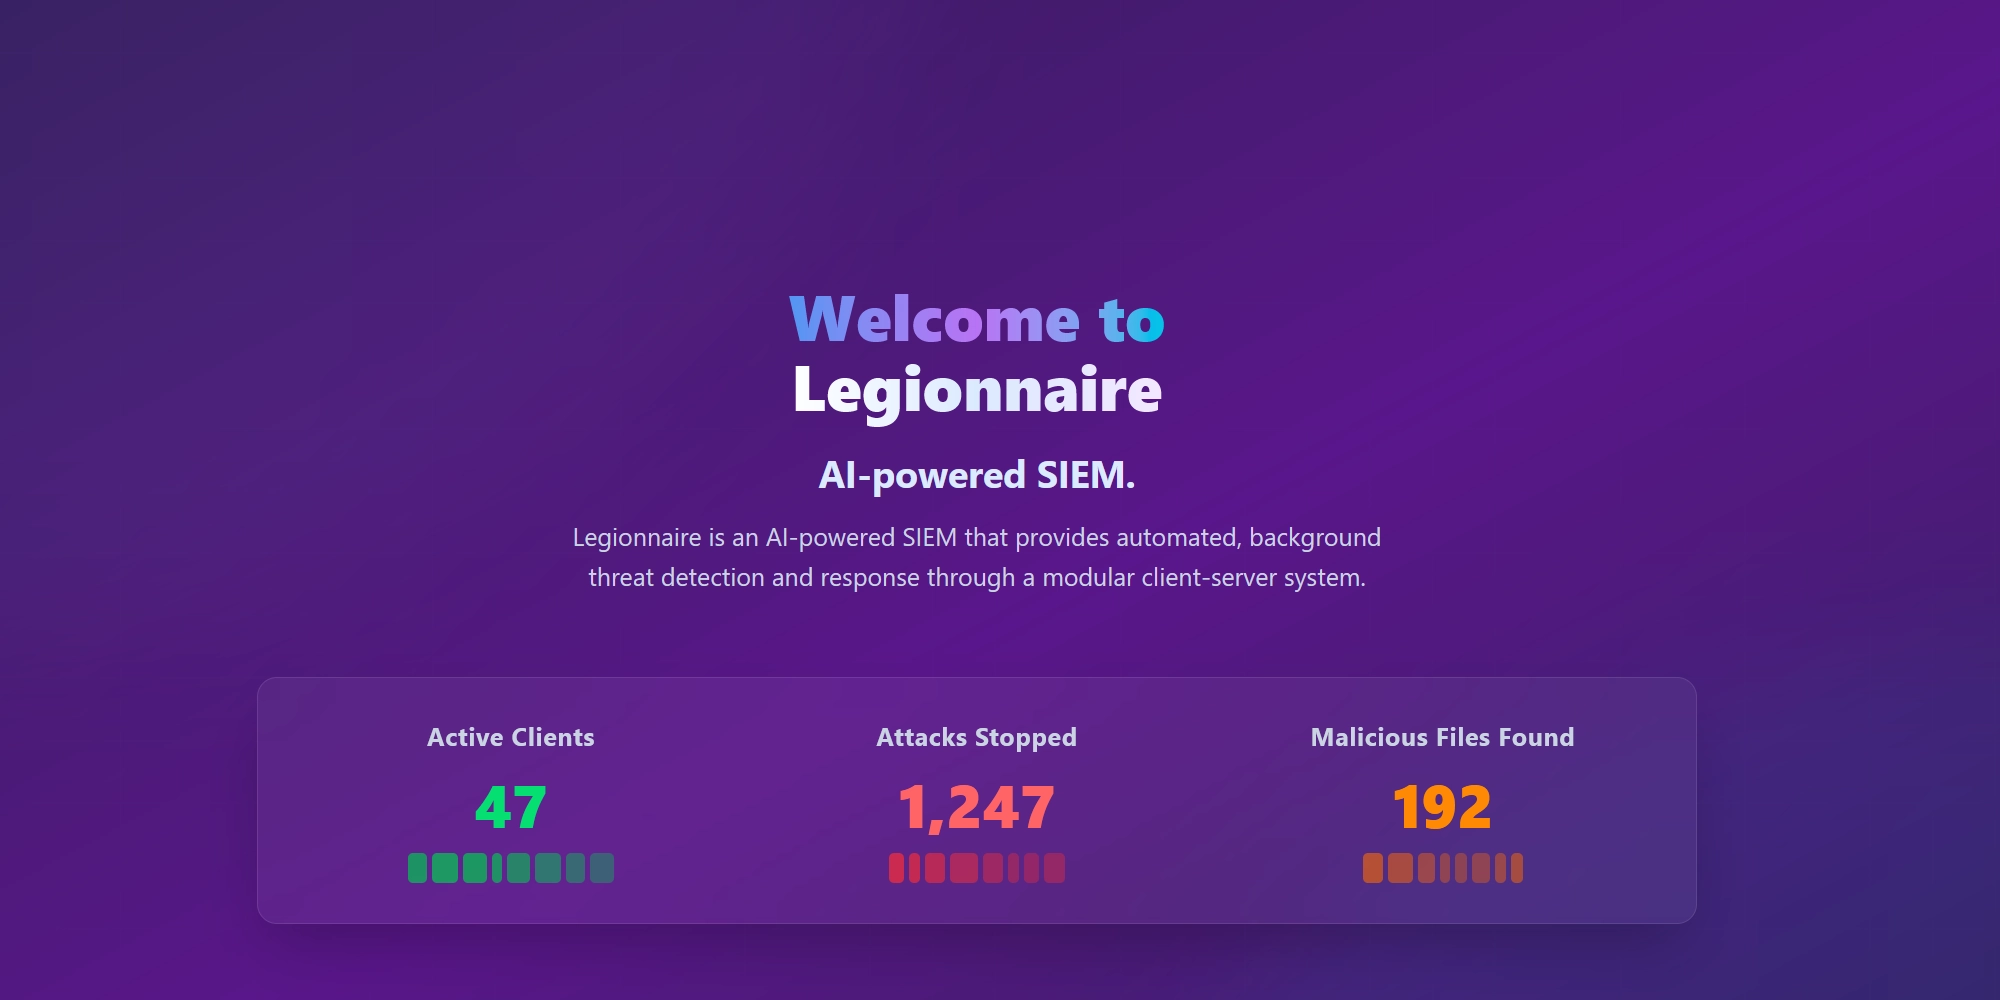 Welcome to
Legionnaire
AI-powered SIEM.
Legionnaire is an AI-powered SIEM that provides automated, background
threat detection and response through a modular client-server system.
Active Clients
Attacks Stopped
Malicious Files Found
47
1,247
192